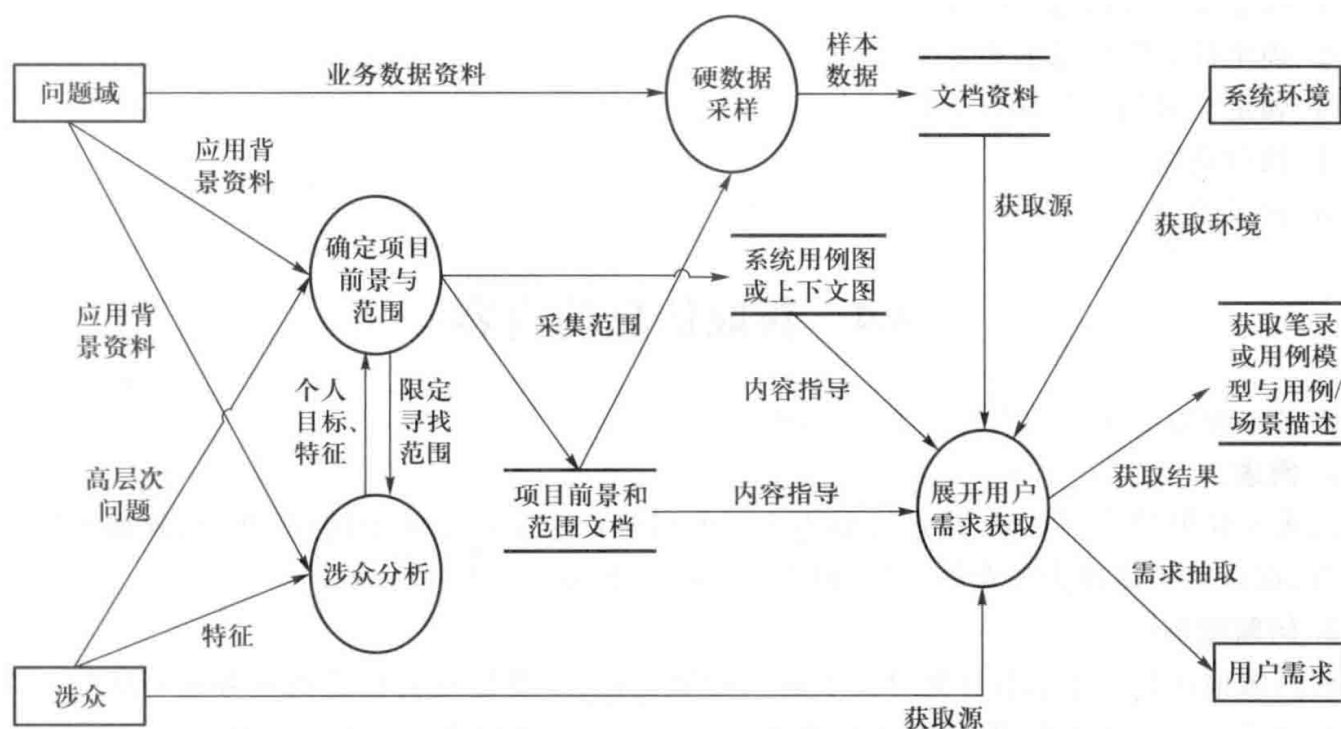 问题域
业务数据资料
硬数据
采样
样本
数据
文档资料
系统环境
应用背
景资料
获取源
获取环境
确定项目
前景与
范围
系统用例图
或上下文图
应用背
景资料
采集范围
获取笔录
或用例模
型与用例/
场景描述
个人
目标、
特征
限定
寻找
范围
内容指导
高层次
问题
项目前景和
范围文档
内容指导
展开用户
需求获取
获取结果
涉众分析
需求抽取
特征
涉众
用户需求
获取源